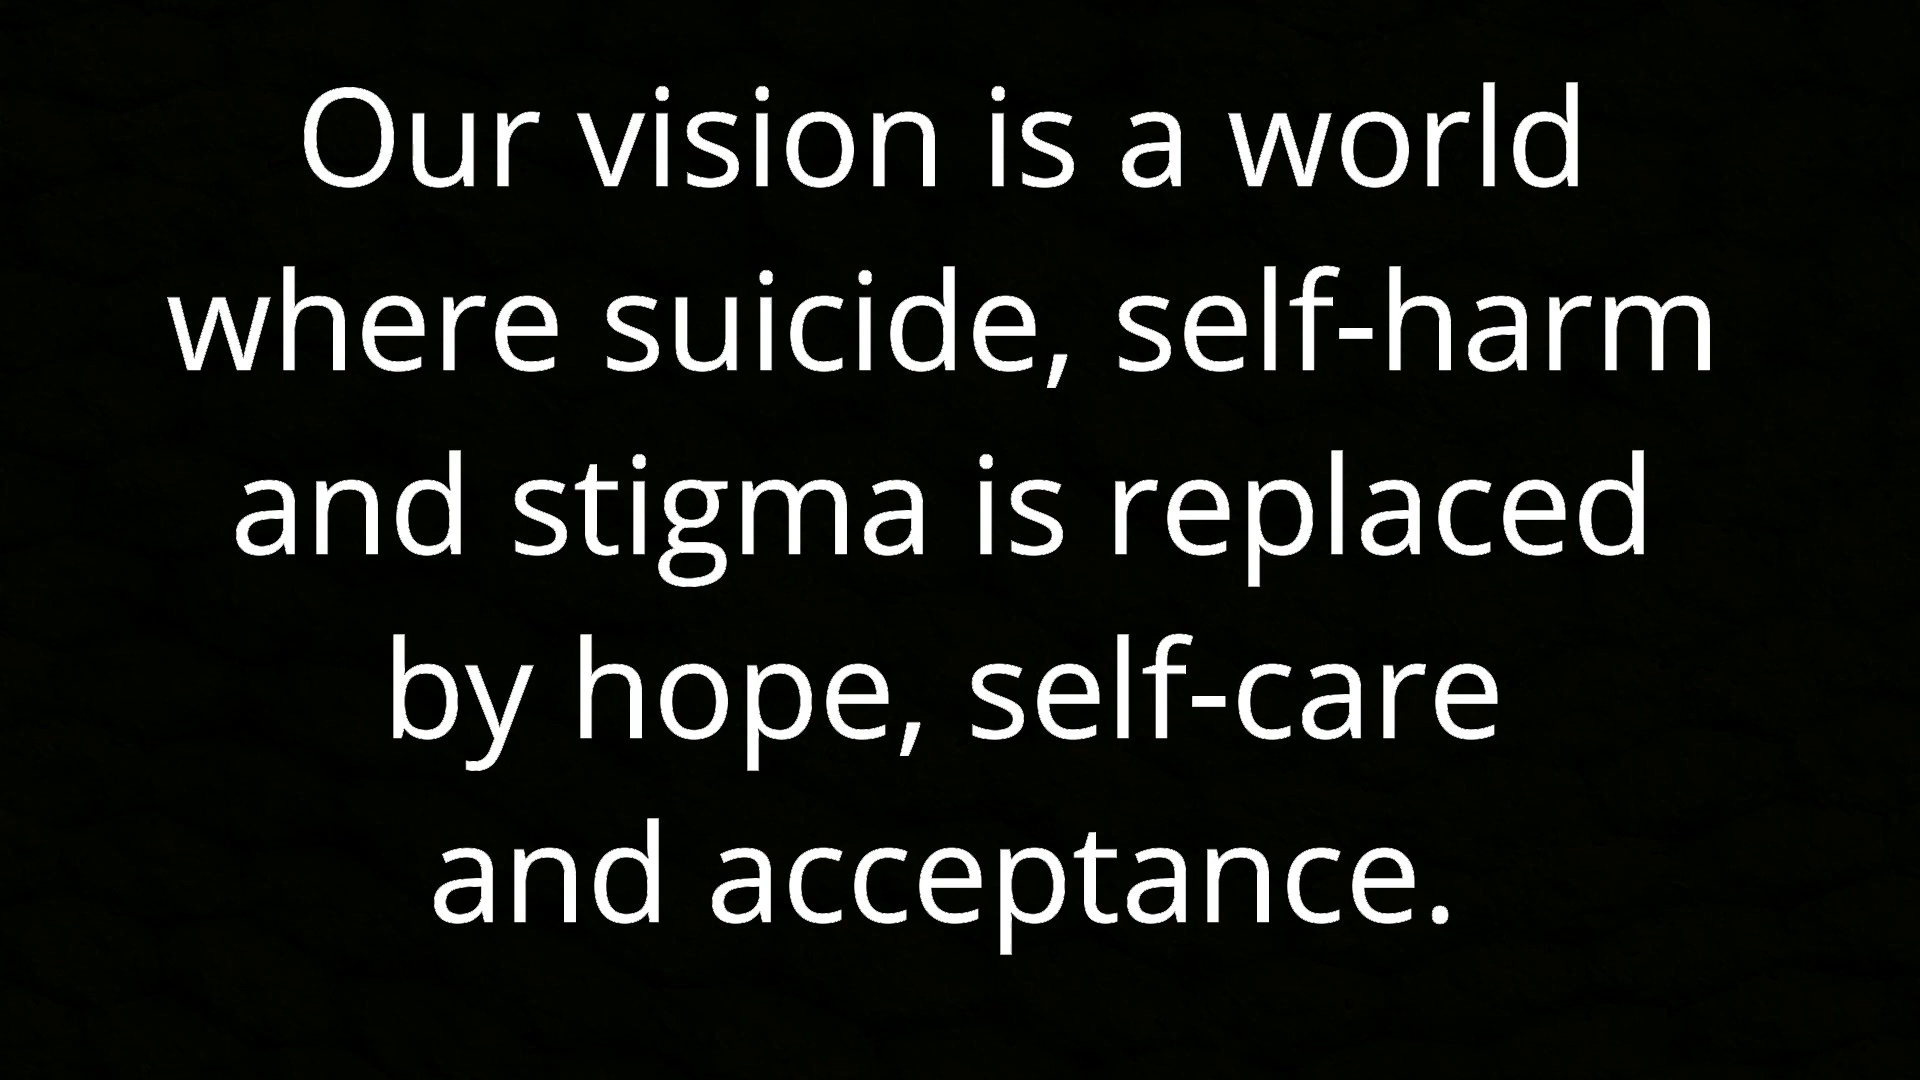 Our vision is a world
where suicide, self-harm
and stigma is replaced
by hope, self-care
and acceptance.